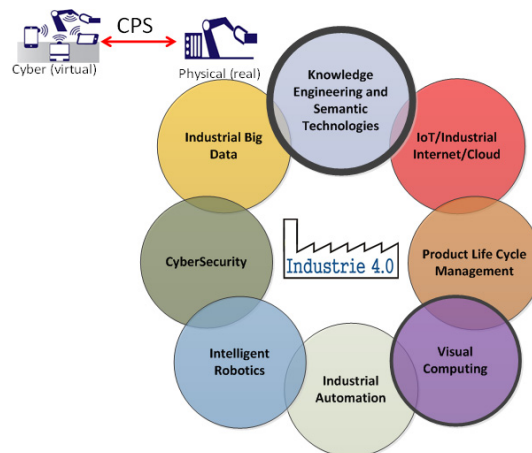 CPS
Cyber (virtual)
Physical (real)
Knowledge
Engineering and
Semantic
Technologies
Industrial Big
Data
IoT/Industrial
Internet/Cloud
CyberSecurity
Industrie 4.0
Product Life Cycle
Management
Intelligent
Robotics
Visual
Computing
Industrial
Automation